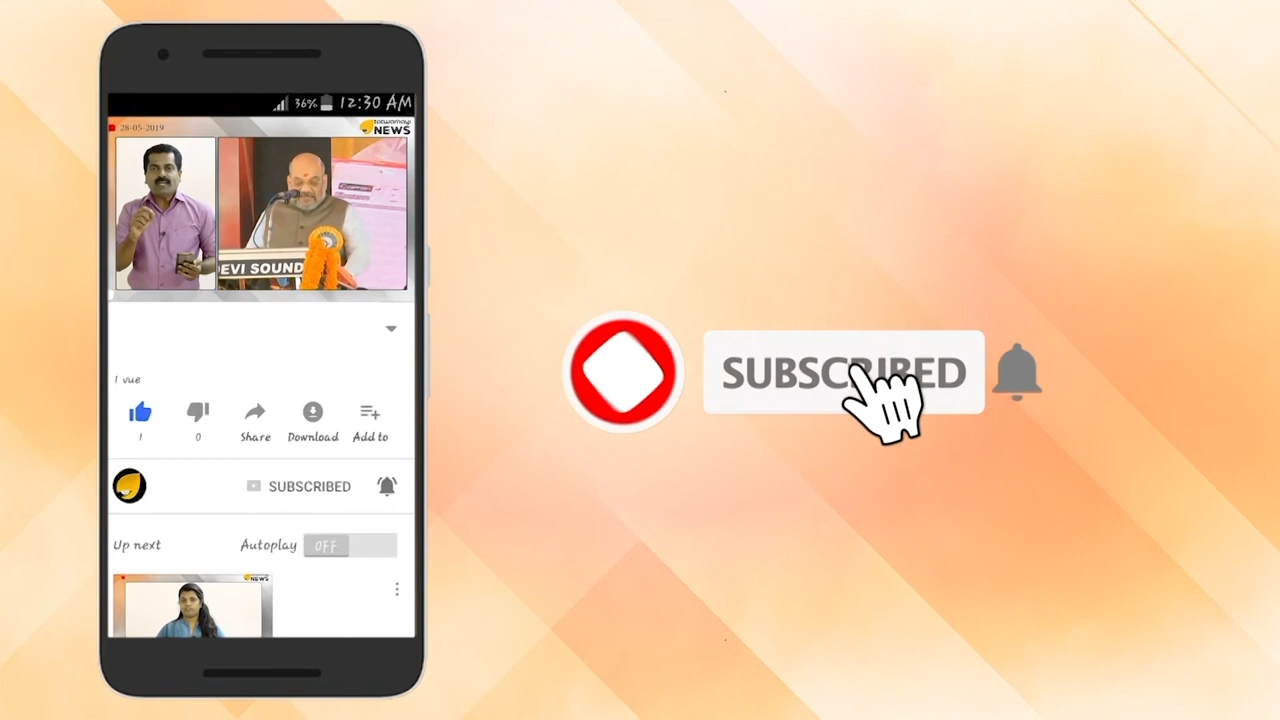 36% 12:30 AM
28-05-2019
tatwamayi
NEWS
DEVI SOUND
1 vue
1
0
Share
Download
Add to
SUBSCRIBED
Up next
Autoplay
OFF
NEWS
SUBSCRIBED